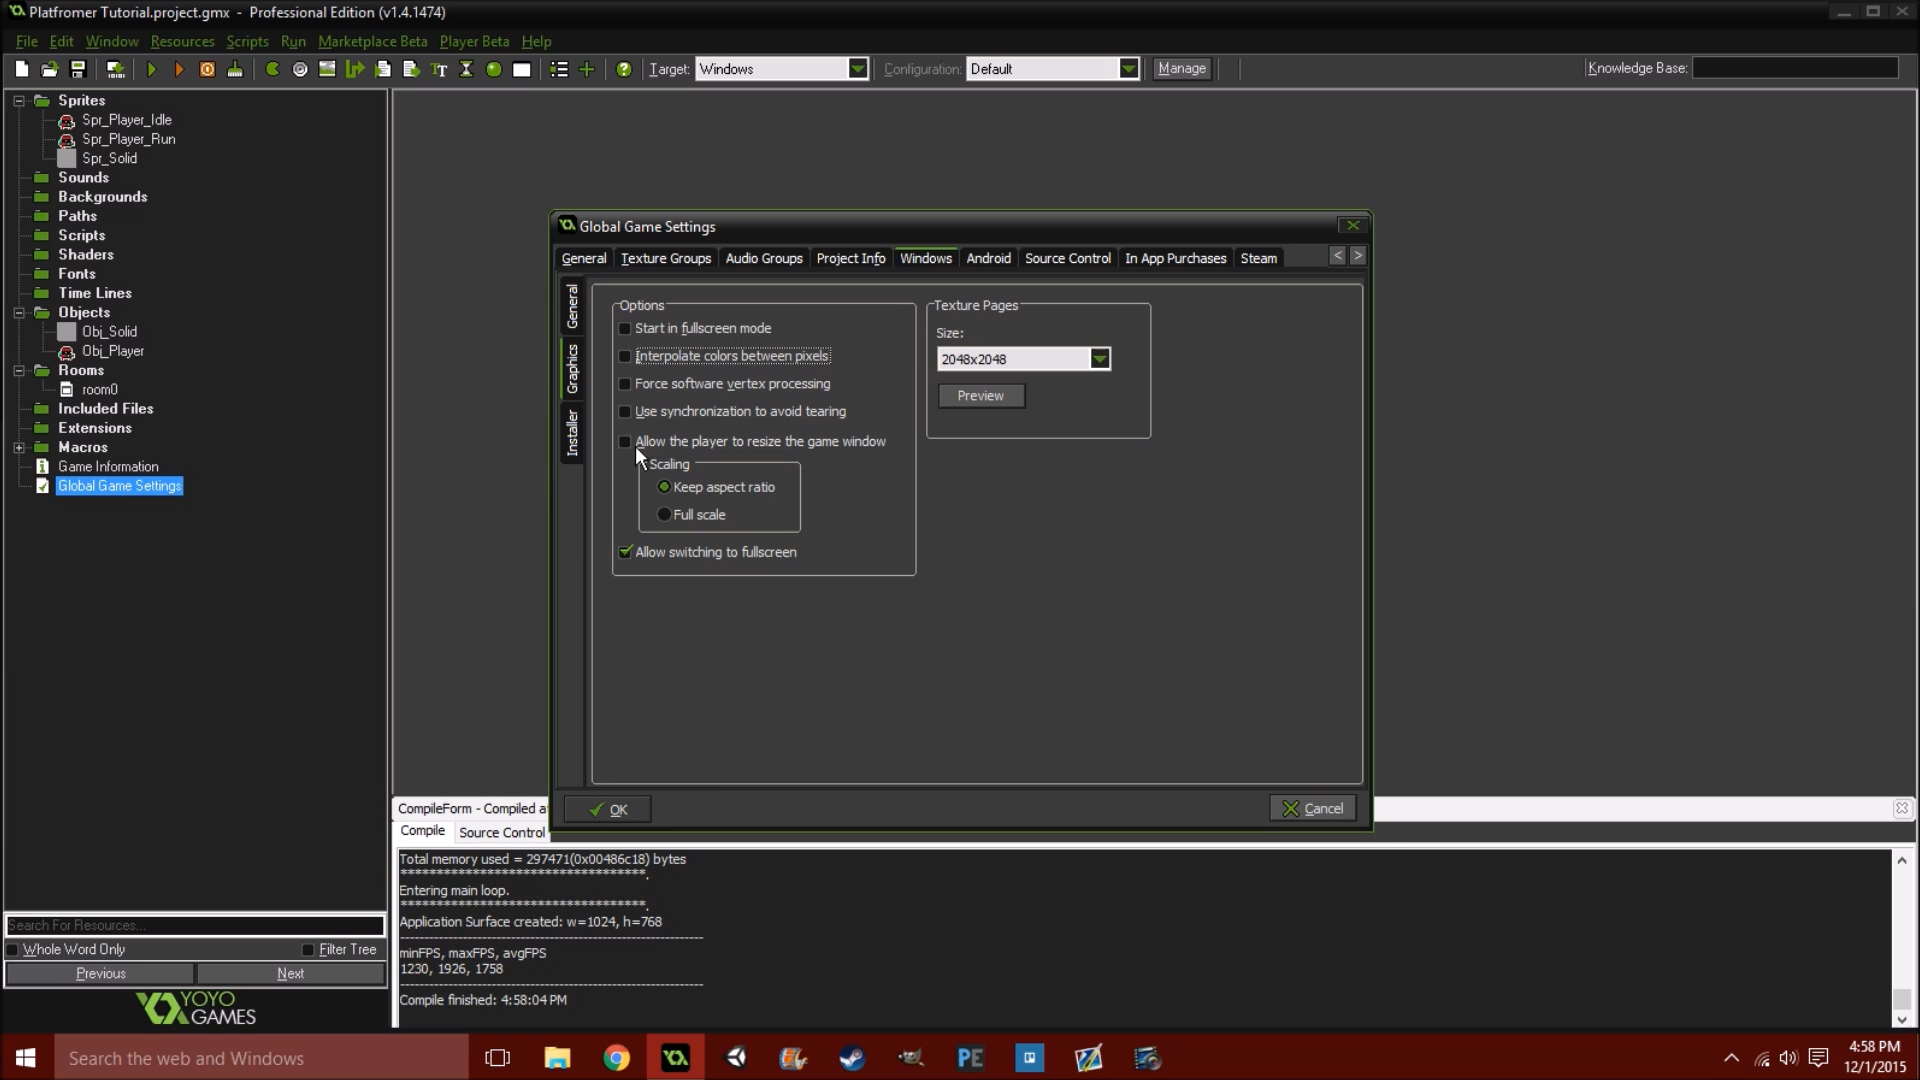 Platfromer Tutorial.project.gmx - Professional Edition (v1.4.1474)
File Edit Window Resources Scripts Run Marketplace Beta Player Beta Help
Target: Windows Configuration: Default Manage Knowledge Base:
Sprites
Spr_Player_Idle
Spr_Player_Run
Spr_Solid
Sounds
Backgrounds
Paths
Scripts
Shaders
Fonts
Time Lines
Objects
Obj_Solid
Obj_Player
Rooms
room0
Included Files
Extensions
Macros
Game Information
Global Game Settings
Search For Resources...
Whole Word Only Filter Tree
Previous Next
YOYO
GAMES
Global Game Settings
General Texture Groups Audio Groups Project Info Windows Android Source Control In App Purchases Steam < >
General
Graphics
Installer
Options
Start in fullscreen mode
Interpolate colors between pixels
Force software vertex processing
Use synchronization to avoid tearing
Allow the player to resize the game window
Scaling
Keep aspect ratio
Full scale
Allow switching to fullscreen
Texture Pages
Size:
2048x2048
Preview
OK Cancel
CompileForm - Compiled a
Compile Source Control
Total memory used = 297471(0x00486c18) bytes
**********************************.
Entering main loop.
**********************************.
Application Surface created: w=1024, h=768
minFPS, maxFPS, avgFPS
1230, 1926, 1758
Compile finished: 4:58:04 PM
Search the web and Windows
PE
4:58 PM
12/1/2015